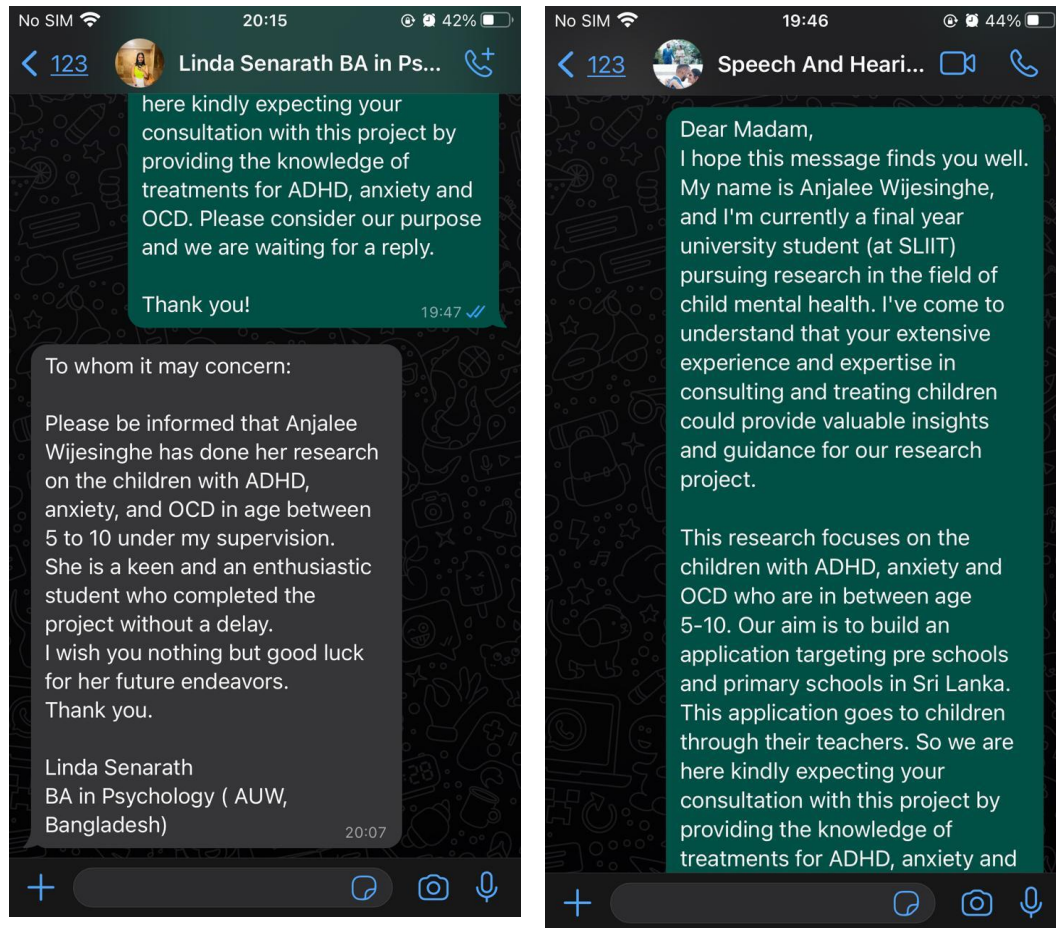 No SIM
20:15
42%
123
Linda Senarath BA in Ps...
here kindly expecting your
consultation with this project by
providing the knowledge of
treatments for ADHD, anxiety and
OCD. Please consider our purpose
and we are waiting for a reply.
Thank you!
19:47
To whom it may concern:
Please be informed that Anjalee
Wijesinghe has done her research
on the children with ADHD,
anxiety, and OCD in age between
5 to 10 under my supervision.
She is a keen and an enthusiastic
student who completed the
project without a delay.
I wish you nothing but good luck
for her future endeavors.
Thank you.
Linda Senarath
BA in Psychology ( AUW,
Bangladesh)
20:07
No SIM
19:46
44%
123
Speech And Heari...
Dear Madam,
I hope this message finds you well.
My name is Anjalee Wijesinghe,
and I'm currently a final year
university student (at SLIIT)
pursuing research in the field of
child mental health. I've come to
understand that your extensive
experience and expertise in
consulting and treating children
could provide valuable insights
and guidance for our research
project.
This research focuses on the
children with ADHD, anxiety and
OCD who are in between age
5-10. Our aim is to build an
application targeting pre schools
and primary schools in Sri Lanka.
This application goes to children
through their teachers. So we are
here kindly expecting your
consultation with this project by
providing the knowledge of
treatments for ADHD, anxiety and